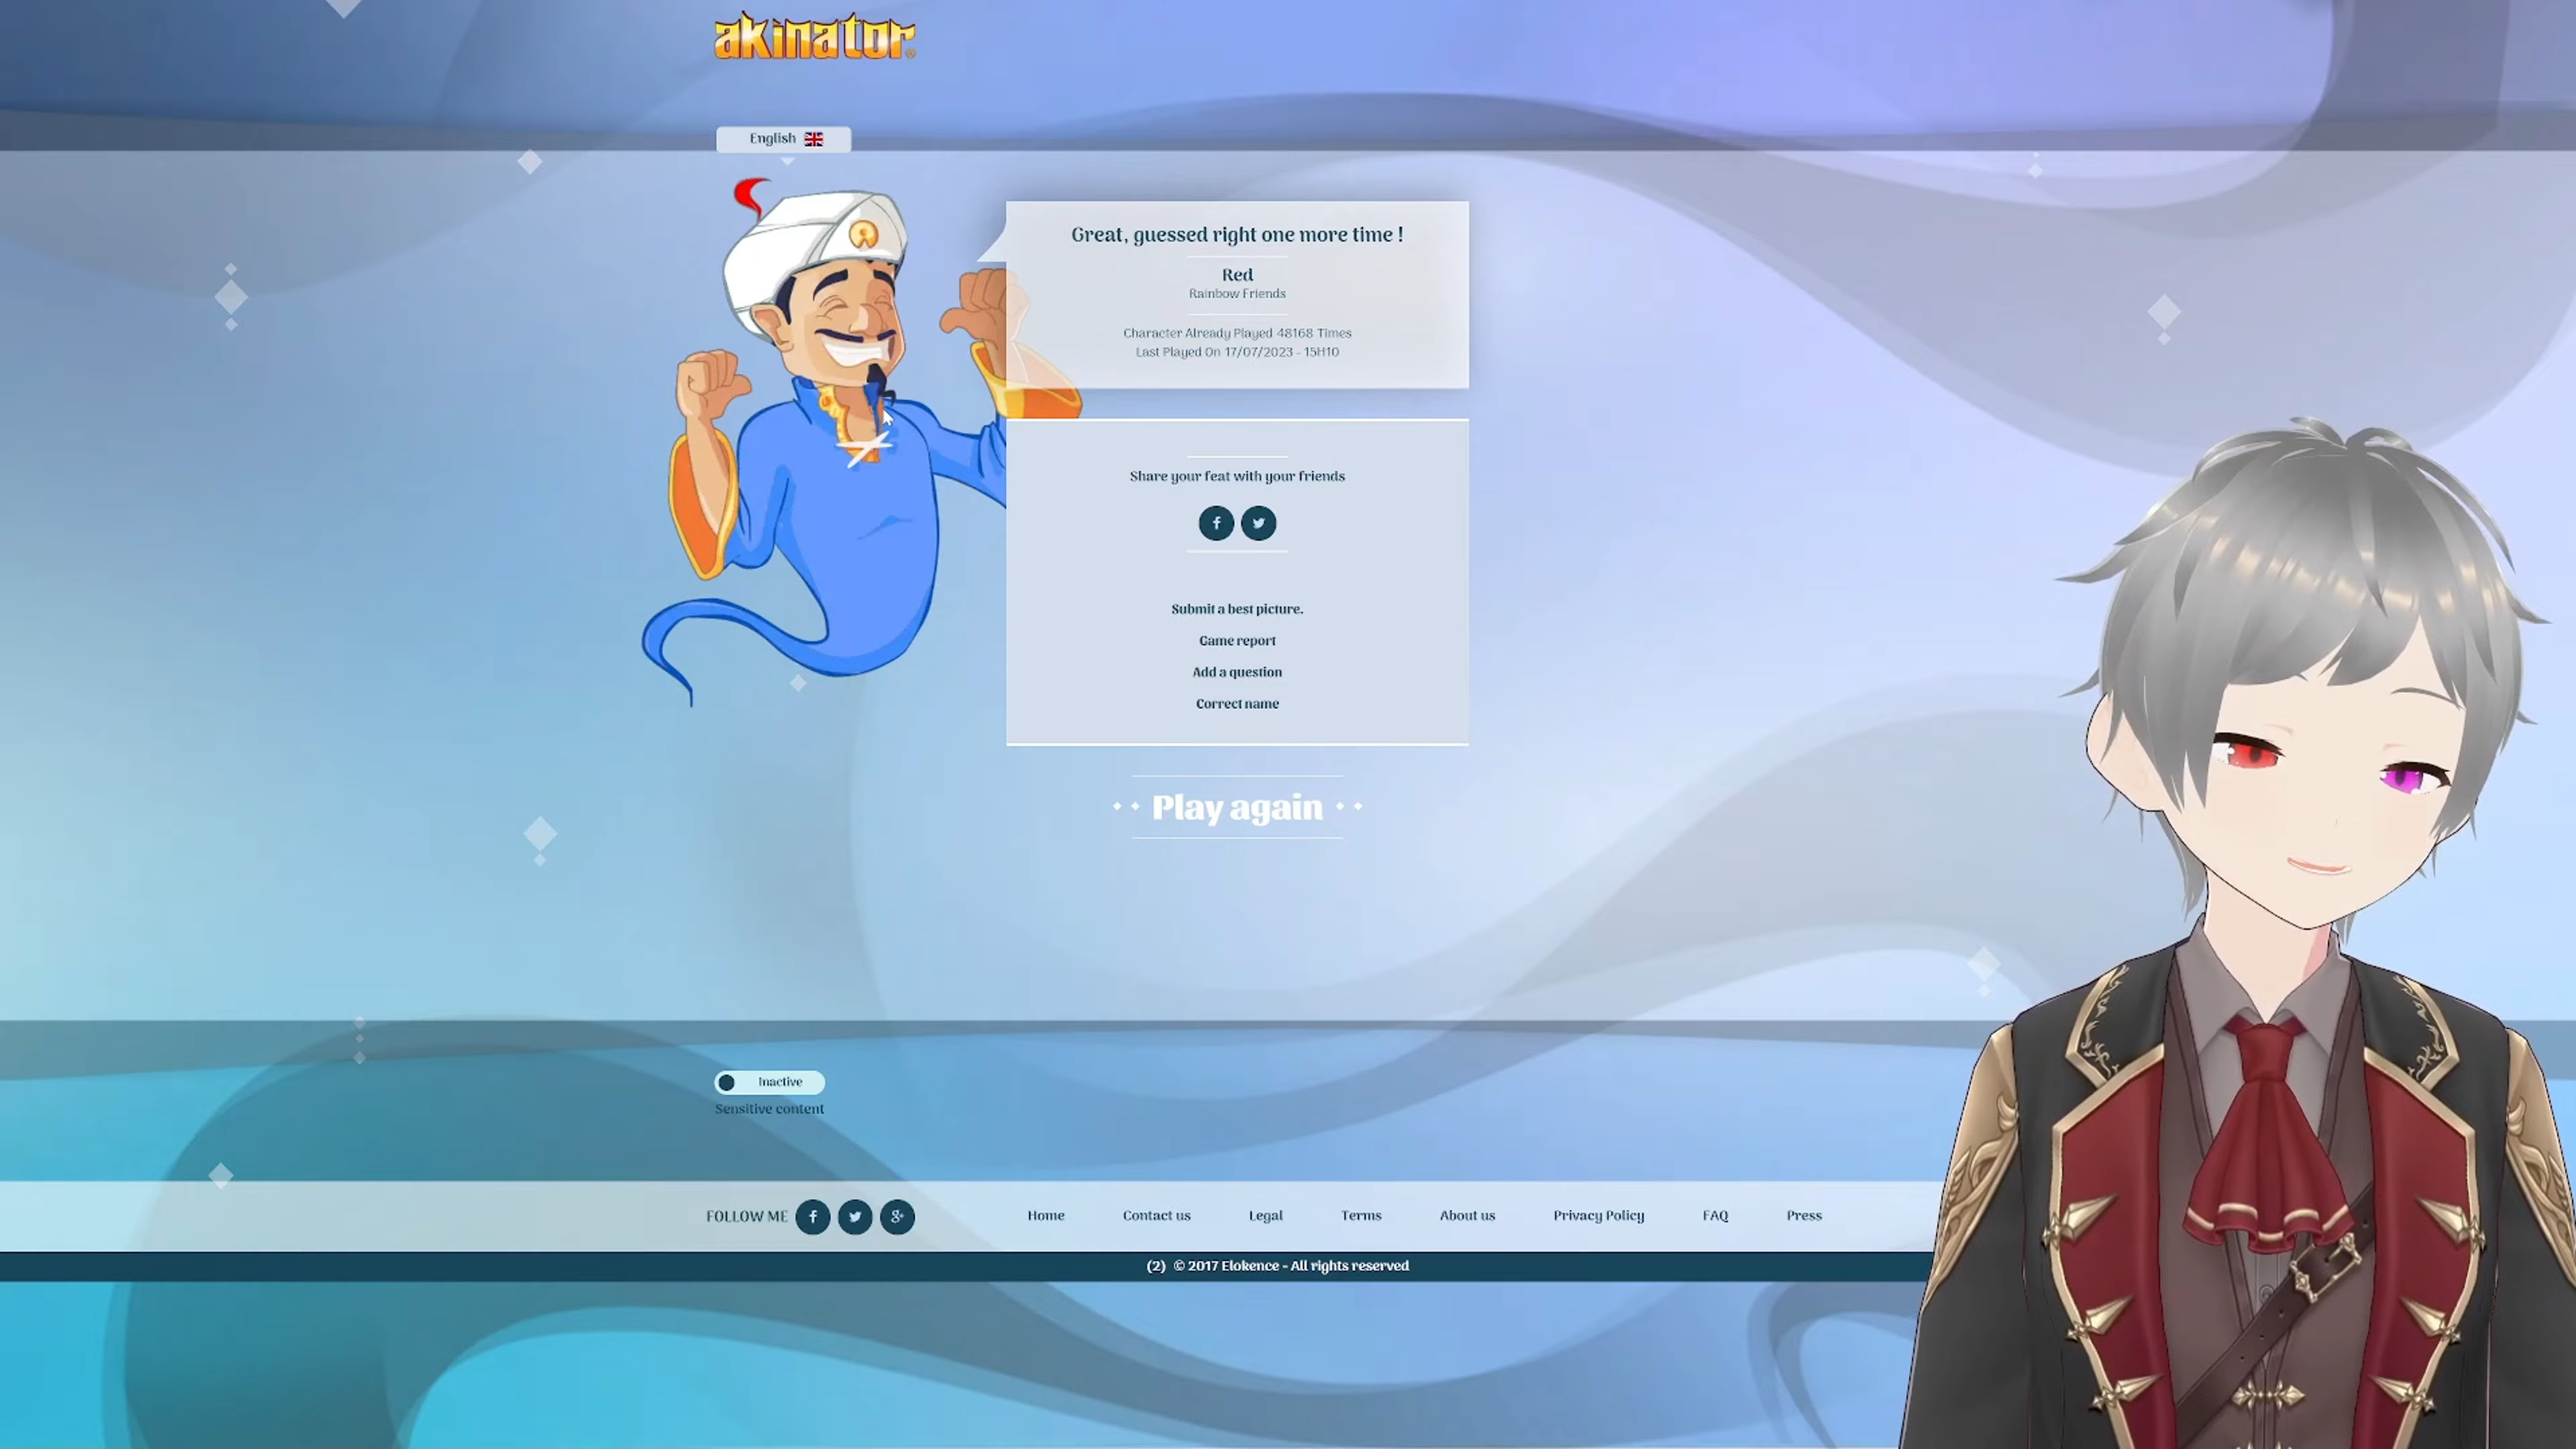 akinator
English
Great, guessed right one more time !
Red
Rainbow Friends
Character Already Played 48168 Times
Last Played On 17/07/2023 - 15H10
Share your feat with your friends
Submit a best picture.
Game report
Add a question
Correct name
Play again
Inactive
Sensitive content
FOLLOW ME
Home Contact us Legal Terms About us Privacy Policy FAQ Press
(2) © 2017 Elokence - All rights reserved